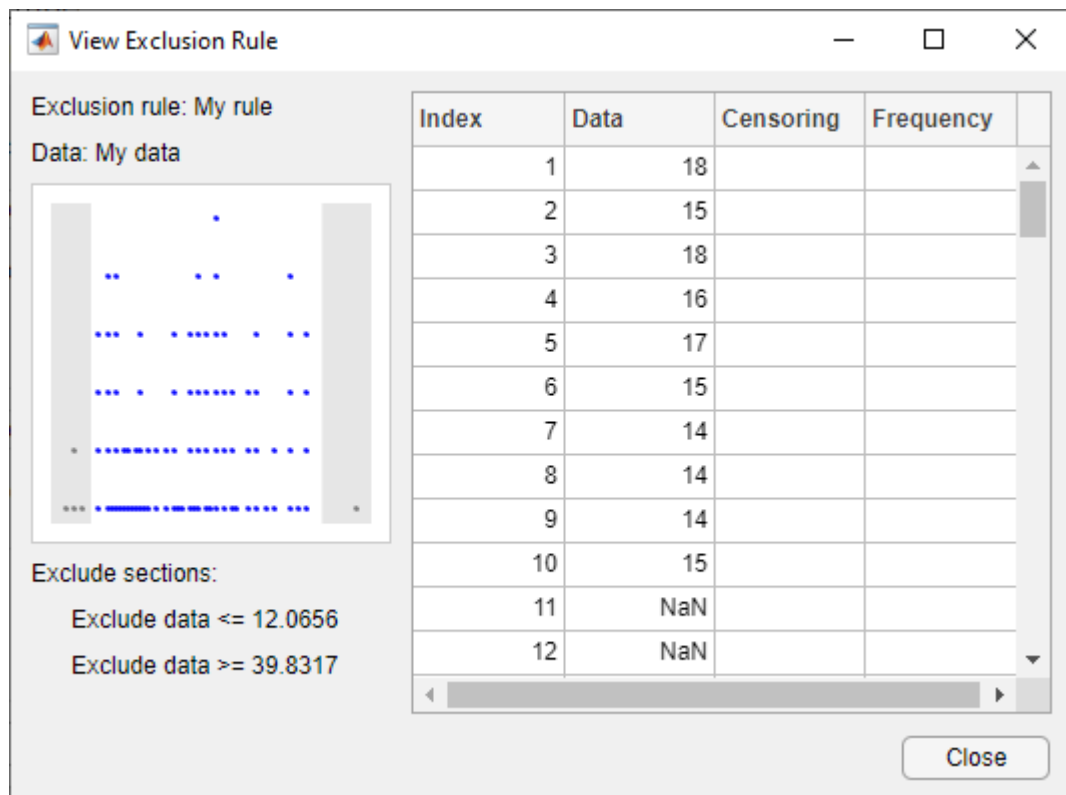 View Exclusion Rule
Exclusion rule: My rule
Data: My data
Exclude sections:
Exclude data <= 12.0656
Exclude data >= 39.8317
Index Data Censoring Frequency
1 18
2 15
3 18
4 16
5 17
6 15
7 14
8 14
9 14
10 15
11 NaN
12 NaN
Close